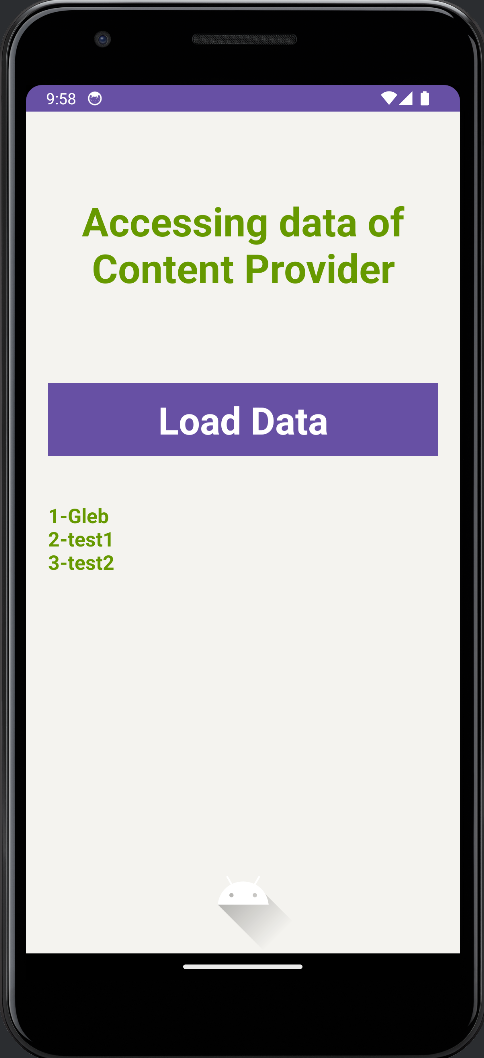 9:58
Accessing data of
Content Provider
Load Data
1-Gleb
2-test1
3-test2